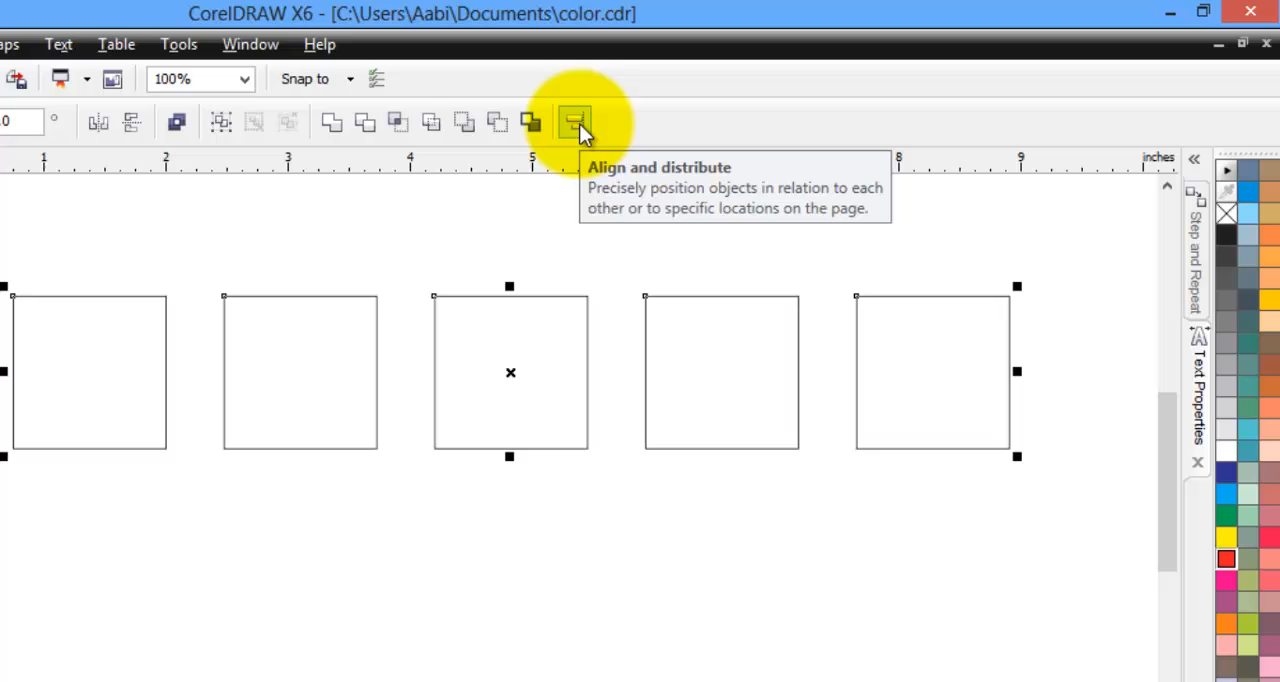 CorelDRAW X6 - [C:\Users\Aabi\Documents\color.cdr]
aps Text Table Tools Window Help
100% Snap to
.0 °
1 2 3 4 5 8 9 inches
Align and distribute
Precisely position objects in relation to each
other or to specific locations on the page.
Step and Repeat
Text Properties